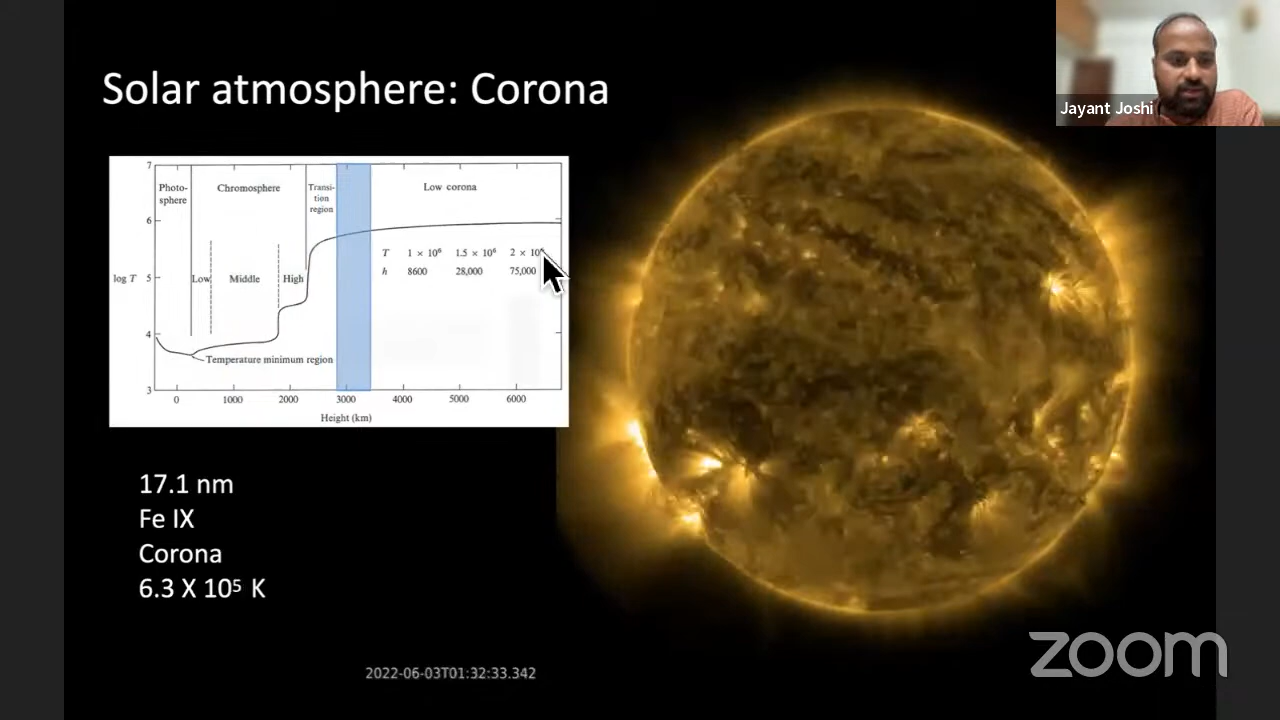 Solar atmosphere: Corona
Jayant Joshi
7
Photo-
sphere
Chromosphere
Transi-
tion
region
Low corona
6
T 1 × 10⁶ 1.5 × 10⁶ 2 × 10⁶
h 8600 28,000 75,000
log T
5
Low
Middle
High
4
Temperature minimum region
3
0 1000 2000 3000 4000 5000 6000
Height (km)
17.1 nm
Fe IX
Corona
6.3 X 10⁵ K
2022-06-03T01:32:33.342
zoom